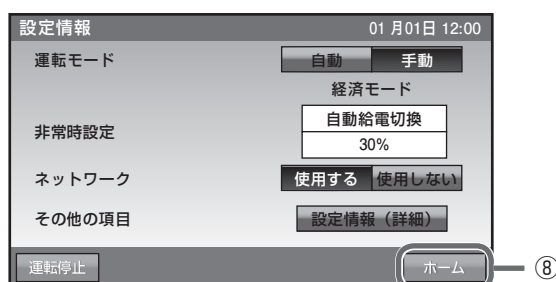 設定情報 01月01日 12:00
運転モード 自動 手動
経済モード
非常時設定 自動給電切換
30%
ネットワーク 使用する 使用しない
その他の項目 設定情報（詳細）
運転停止 ホーム ⑧